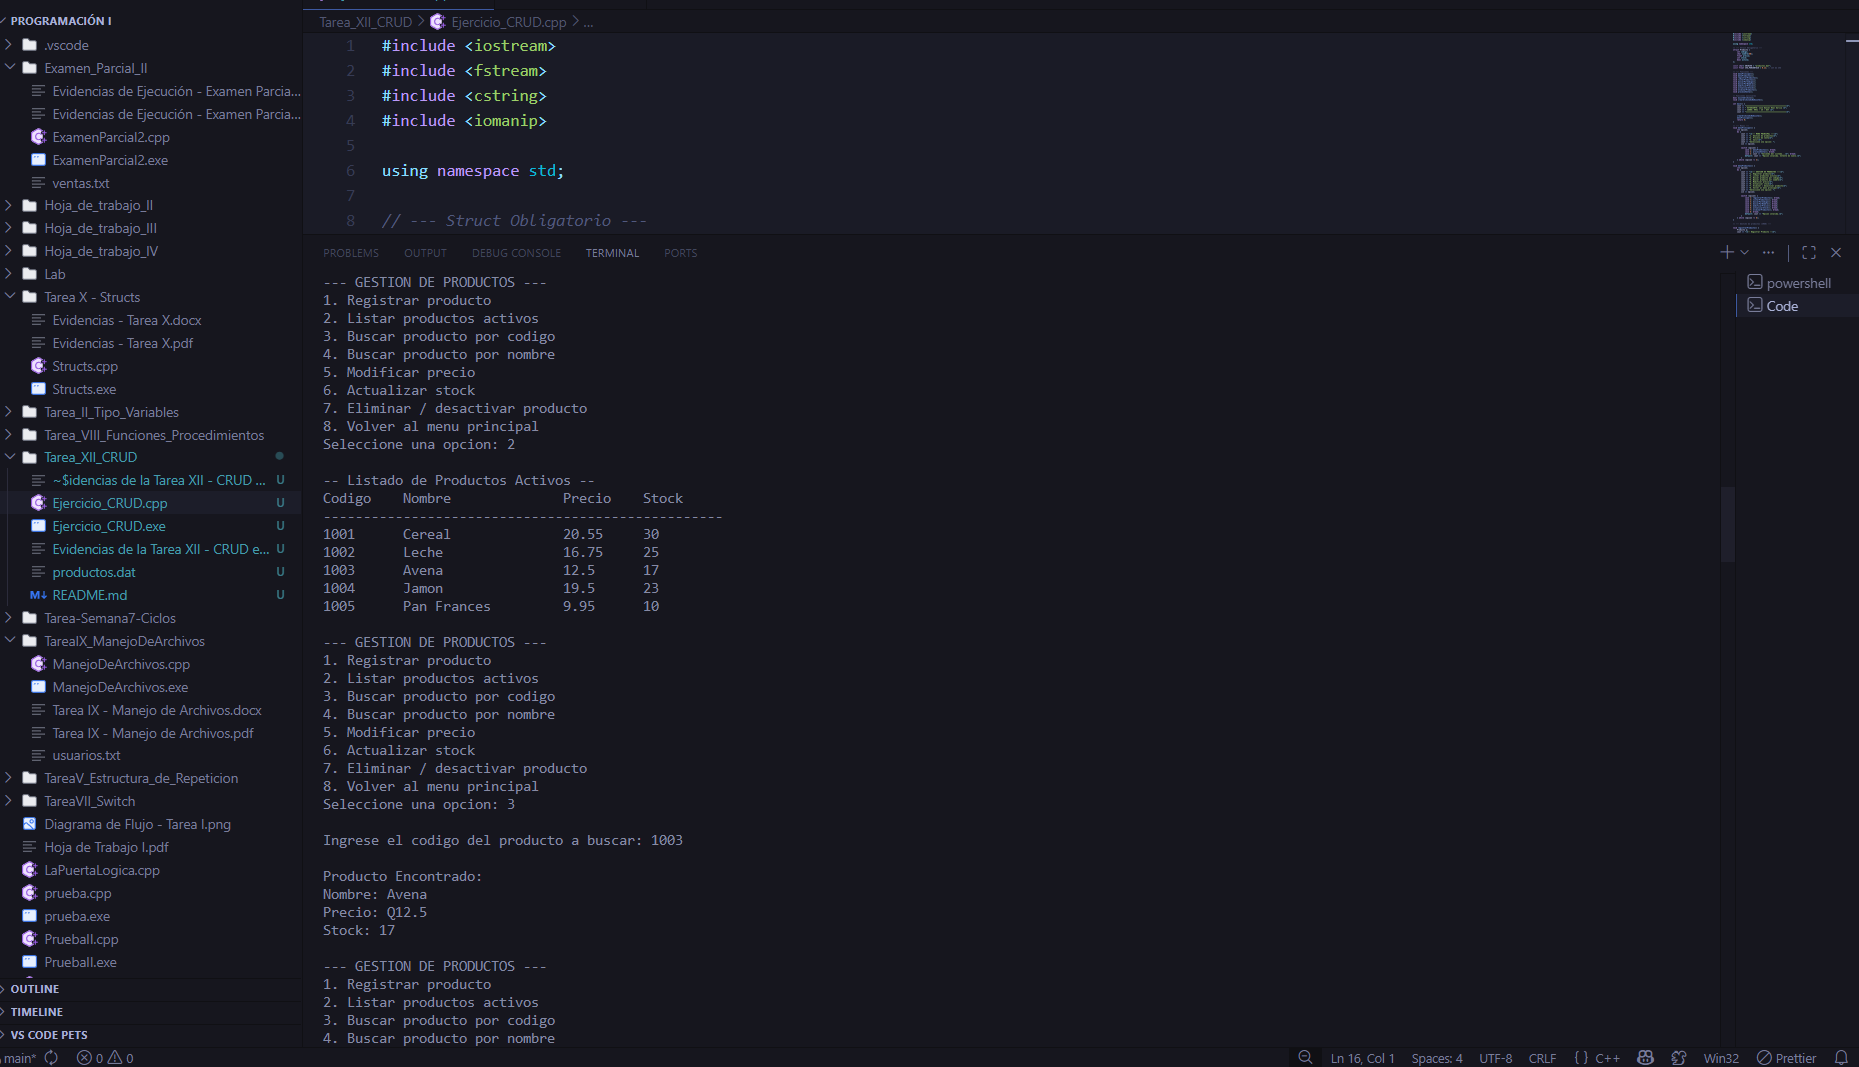 PROGRAMACIÓN I
.vscode
Examen_Parcial_II
Evidencias de Ejecución - Examen Parcia...
Evidencias de Ejecución - Examen Parcia...
ExamenParcial2.cpp
ExamenParcial2.exe
ventas.txt
Hoja_de_trabajo_II
Hoja_de_trabajo_III
Hoja_de_trabajo_IV
Lab
Tarea X - Structs
Evidencias - Tarea X.docx
Evidencias - Tarea X.pdf
Structs.cpp
Structs.exe
Tarea_II_Tipo_Variables
Tarea_VIII_Funciones_Procedimientos
Tarea_XII_CRUD
~$idencias de la Tarea XII - CRUD ... U
Ejercicio_CRUD.cpp U
Ejercicio_CRUD.exe U
Evidencias de la Tarea XII - CRUD e... U
productos.dat U
README.md U
Tarea-Semana7-Ciclos
TareaIX_ManejoDeArchivos
ManejoDeArchivos.cpp
ManejoDeArchivos.exe
Tarea IX - Manejo de Archivos.docx
Tarea IX - Manejo de Archivos.pdf
usuarios.txt
TareaV_Estructura_de_Repeticion
TareaVII_Switch
Diagrama de Flujo - Tarea I.png
Hoja de Trabajo I.pdf
LaPuertaLogica.cpp
prueba.cpp
prueba.exe
PruebaII.cpp
PruebaII.exe
OUTLINE
TIMELINE
VS CODE PETS
Tarea_XII_CRUD > Ejercicio_CRUD.cpp > ...
1 #include <iostream>
2 #include <fstream>
3 #include <cstring>
4 #include <iomanip>
5
6 using namespace std;
7
8 // --- Struct Obligatorio ---
PROBLEMS OUTPUT DEBUG CONSOLE TERMINAL PORTS
powershell
Code
--- GESTION DE PRODUCTOS ---
1. Registrar producto
2. Listar productos activos
3. Buscar producto por codigo
4. Buscar producto por nombre
5. Modificar precio
6. Actualizar stock
7. Eliminar / desactivar producto
8. Volver al menu principal
Seleccione una opcion: 2
-- Listado de Productos Activos --
Codigo Nombre Precio Stock
--------------------------------------------------
1001 Cereal 20.55 30
1002 Leche 16.75 25
1003 Avena 12.5 17
1004 Jamon 19.5 23
1005 Pan Frances 9.95 10
--- GESTION DE PRODUCTOS ---
1. Registrar producto
2. Listar productos activos
3. Buscar producto por codigo
4. Buscar producto por nombre
5. Modificar precio
6. Actualizar stock
7. Eliminar / desactivar producto
8. Volver al menu principal
Seleccione una opcion: 3
Ingrese el codigo del producto a buscar: 1003
Producto Encontrado:
Nombre: Avena
Precio: Q12.5
Stock: 17
--- GESTION DE PRODUCTOS ---
1. Registrar producto
2. Listar productos activos
3. Buscar producto por codigo
4. Buscar producto por nombre
main* 0 0 Ln 16, Col 1 Spaces: 4 UTF-8 CRLF {} C++ Win32 Prettier